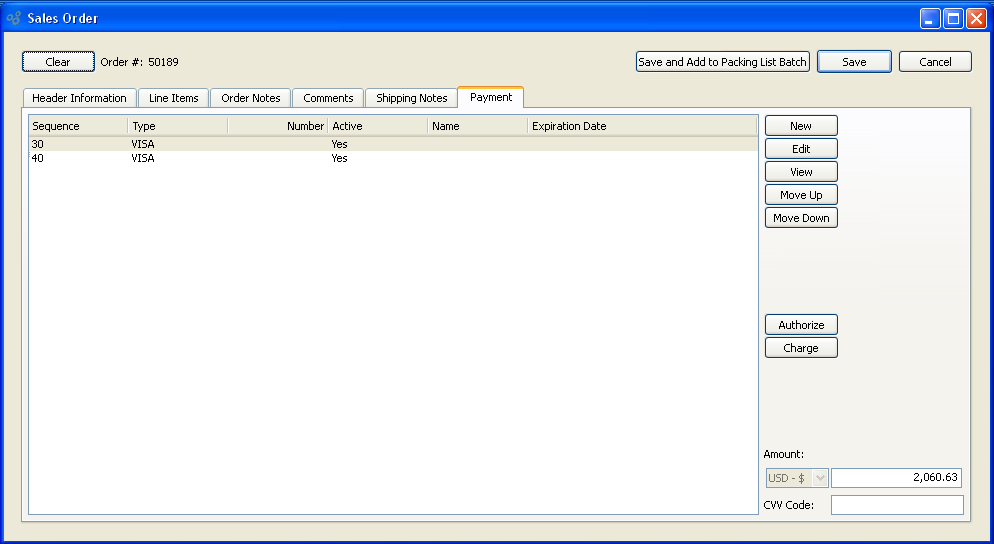 Sales Order
Clear Order #: 50189 Save and Add to Packing List Batch Save Cancel
Header Information Line Items Order Notes Comments Shipping Notes Payment
Sequence Type Number Active Name Expiration Date
30 VISA Yes
40 VISA Yes
New
Edit
View
Move Up
Move Down
Authorize
Charge
Amount:
USD - $ 2,060.63
CVV Code: